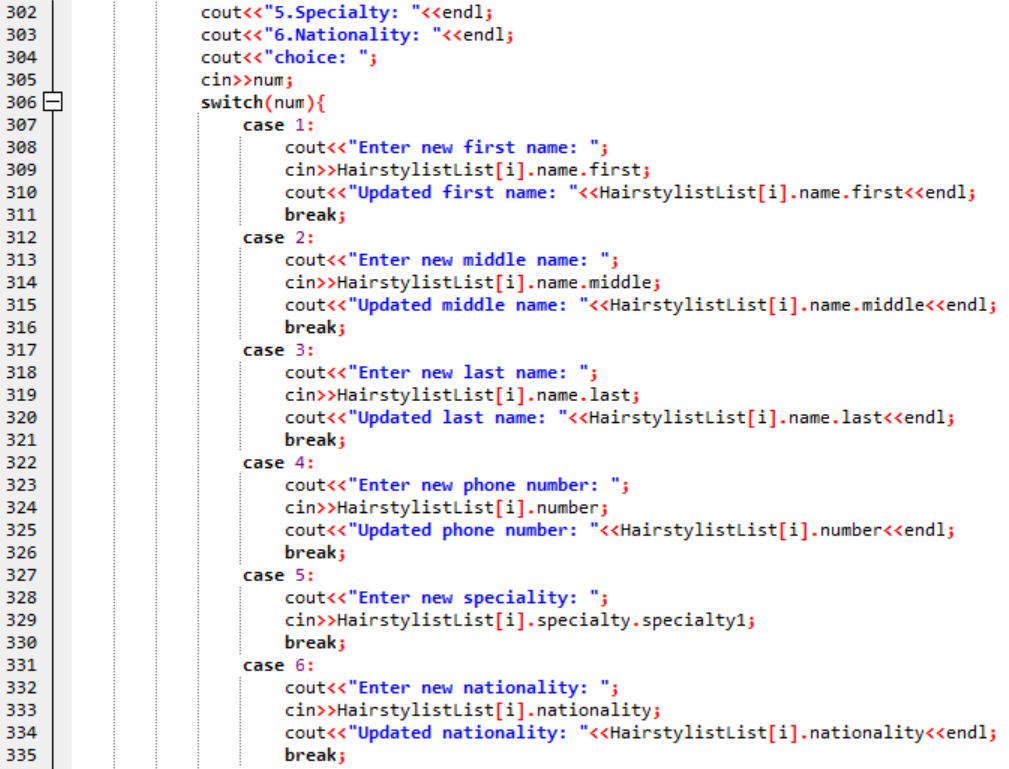 302 cout<<"5.Specialty: "<<endl;
303 cout<<"6.Nationality: "<<endl;
304 cout<<"choice: ";
305 cin>>num;
306 switch(num){
307 case 1:
308 cout<<"Enter new first name: ";
309 cin>>HairstylistList[i].name.first;
310 cout<<"Updated first name: "<<HairstylistList[i].name.first<<endl;
311 break;
312 case 2:
313 cout<<"Enter new middle name: ";
314 cin>>HairstylistList[i].name.middle;
315 cout<<"Updated middle name: "<<HairstylistList[i].name.middle<<endl;
316 break;
317 case 3:
318 cout<<"Enter new last name: ";
319 cin>>HairstylistList[i].name.last;
320 cout<<"Updated last name: "<<HairstylistList[i].name.last<<endl;
321 break;
322 case 4:
323 cout<<"Enter new phone number: ";
324 cin>>HairstylistList[i].number;
325 cout<<"Updated phone number: "<<HairstylistList[i].number<<endl;
326 break;
327 case 5:
328 cout<<"Enter new speciality: ";
329 cin>>HairstylistList[i].specialty.specialty1;
330 break;
331 case 6:
332 cout<<"Enter new nationality: ";
333 cin>>HairstylistList[i].nationality;
334 cout<<"Updated nationality: "<<HairstylistList[i].nationality<<endl;
335 break;